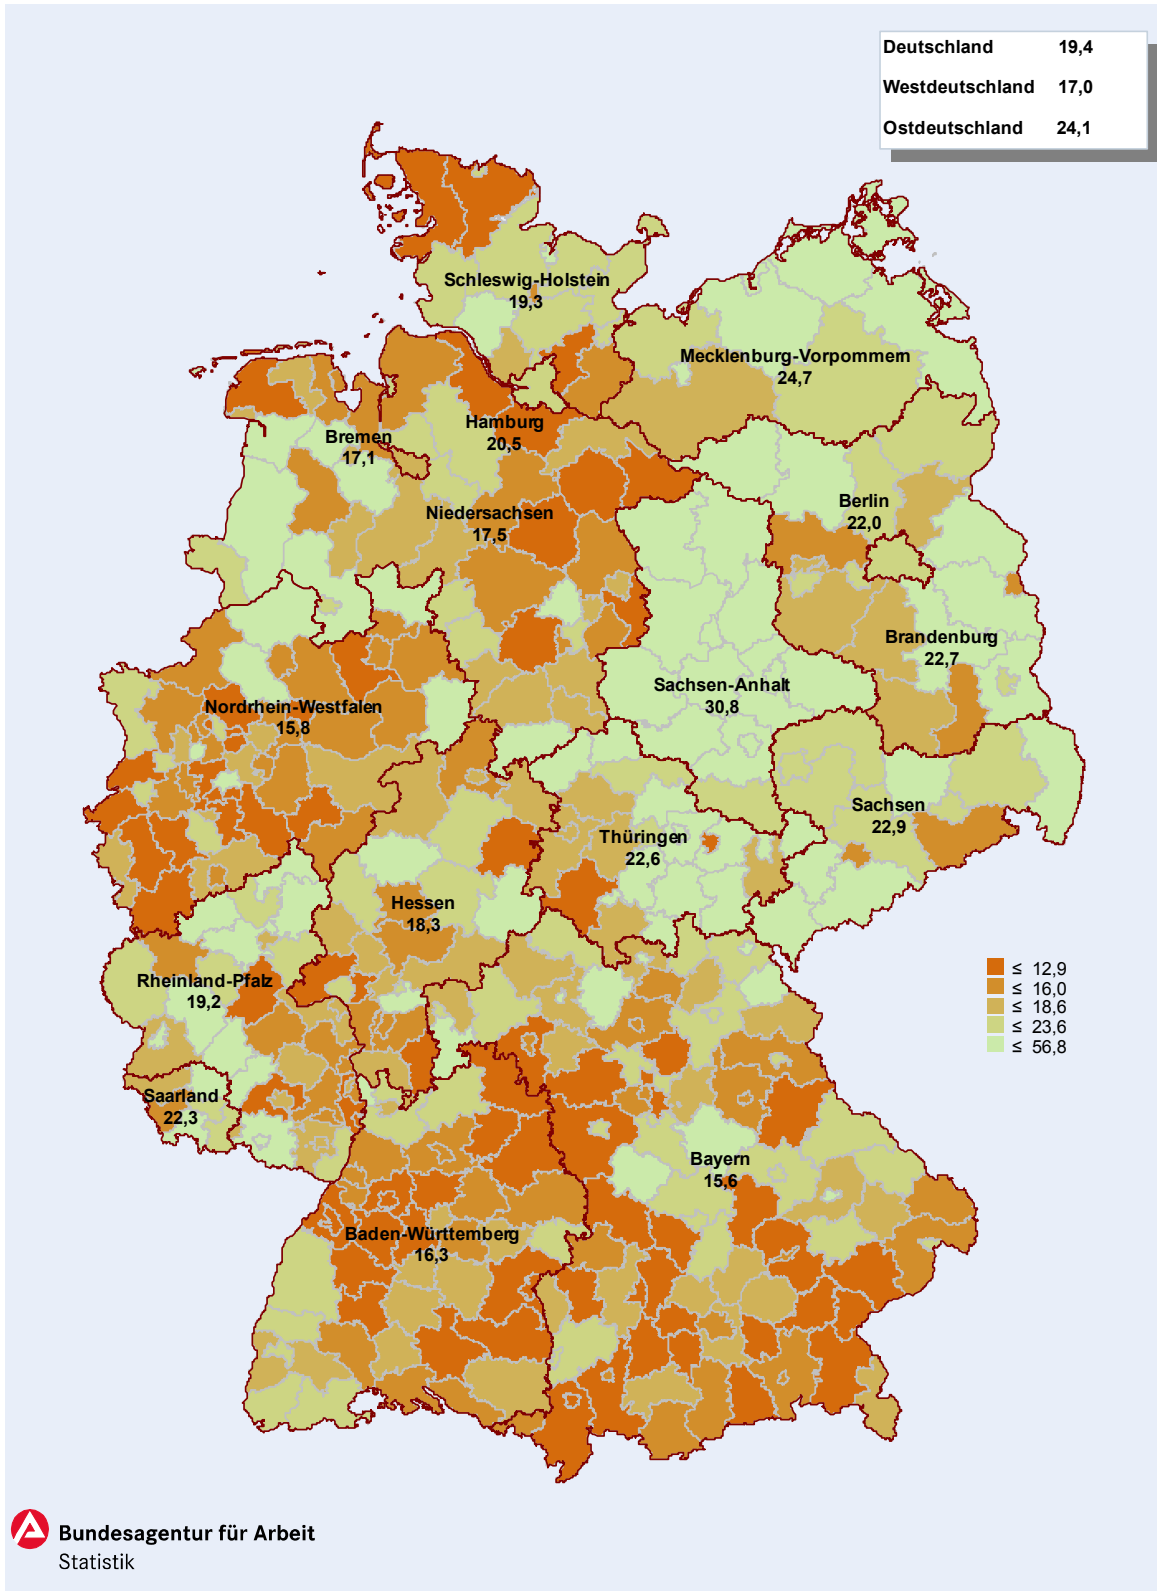 Deutschland 19,4
Westdeutschland 17,0
Ostdeutschland 24,1
Schleswig-Holstein
19,3
Mecklenburg-Vorpommern
24,7
Hamburg
20,5
Bremen
17,1
Berlin
22,0
Niedersachsen
17,5
Brandenburg
22,7
Sachsen-Anhalt
30,8
Nordrhein-Westfalen
15,8
Sachsen
22,9
Thüringen
22,6
Hessen
18,3
Rheinland-Pfalz
19,2
≤ 12,9
≤ 16,0
≤ 18,6
≤ 23,6
≤ 56,8
Saarland
22,3
Bayern
15,6
Baden-Württemberg
16,3
Bundesagentur für Arbeit
Statistik